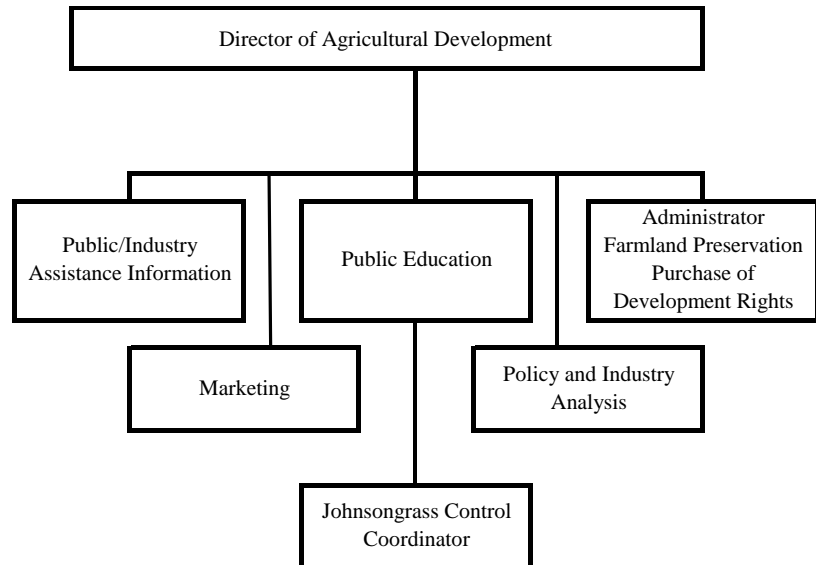 Director of Agricultural Development
Public/Industry
Assistance Information
Public Education
Administrator
Farmland Preservation
Purchase of
Development Rights
Marketing
Policy and Industry
Analysis
Johnsongrass Control
Coordinator